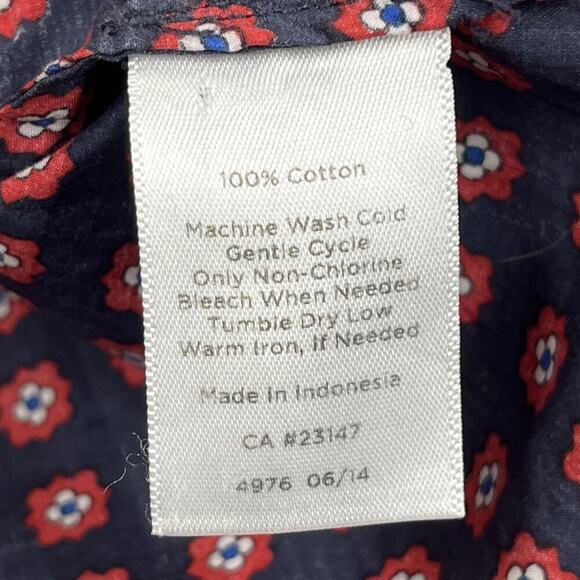 100% Cotton
Machine Wash Cold
Gentle Cycle
Only Non-Chlorine
Bleach When Needed
Tumble Dry Low
Warm Iron, If Needed
Made in Indonesia
CA #23147
4976 06/14